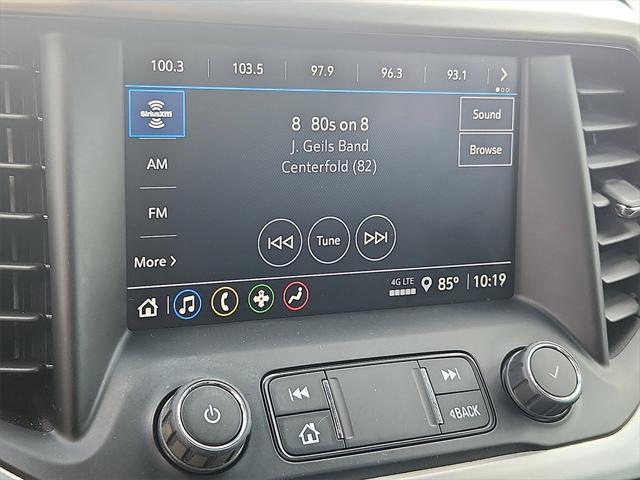 100.3 103.5 97.9 96.3 93.1
SiriusXM
8 80s on 8
Sound
J. Geils Band
Browse
AM
Centerfold (82)
FM
Tune
More
4G LTE
85° 10:19
BACK